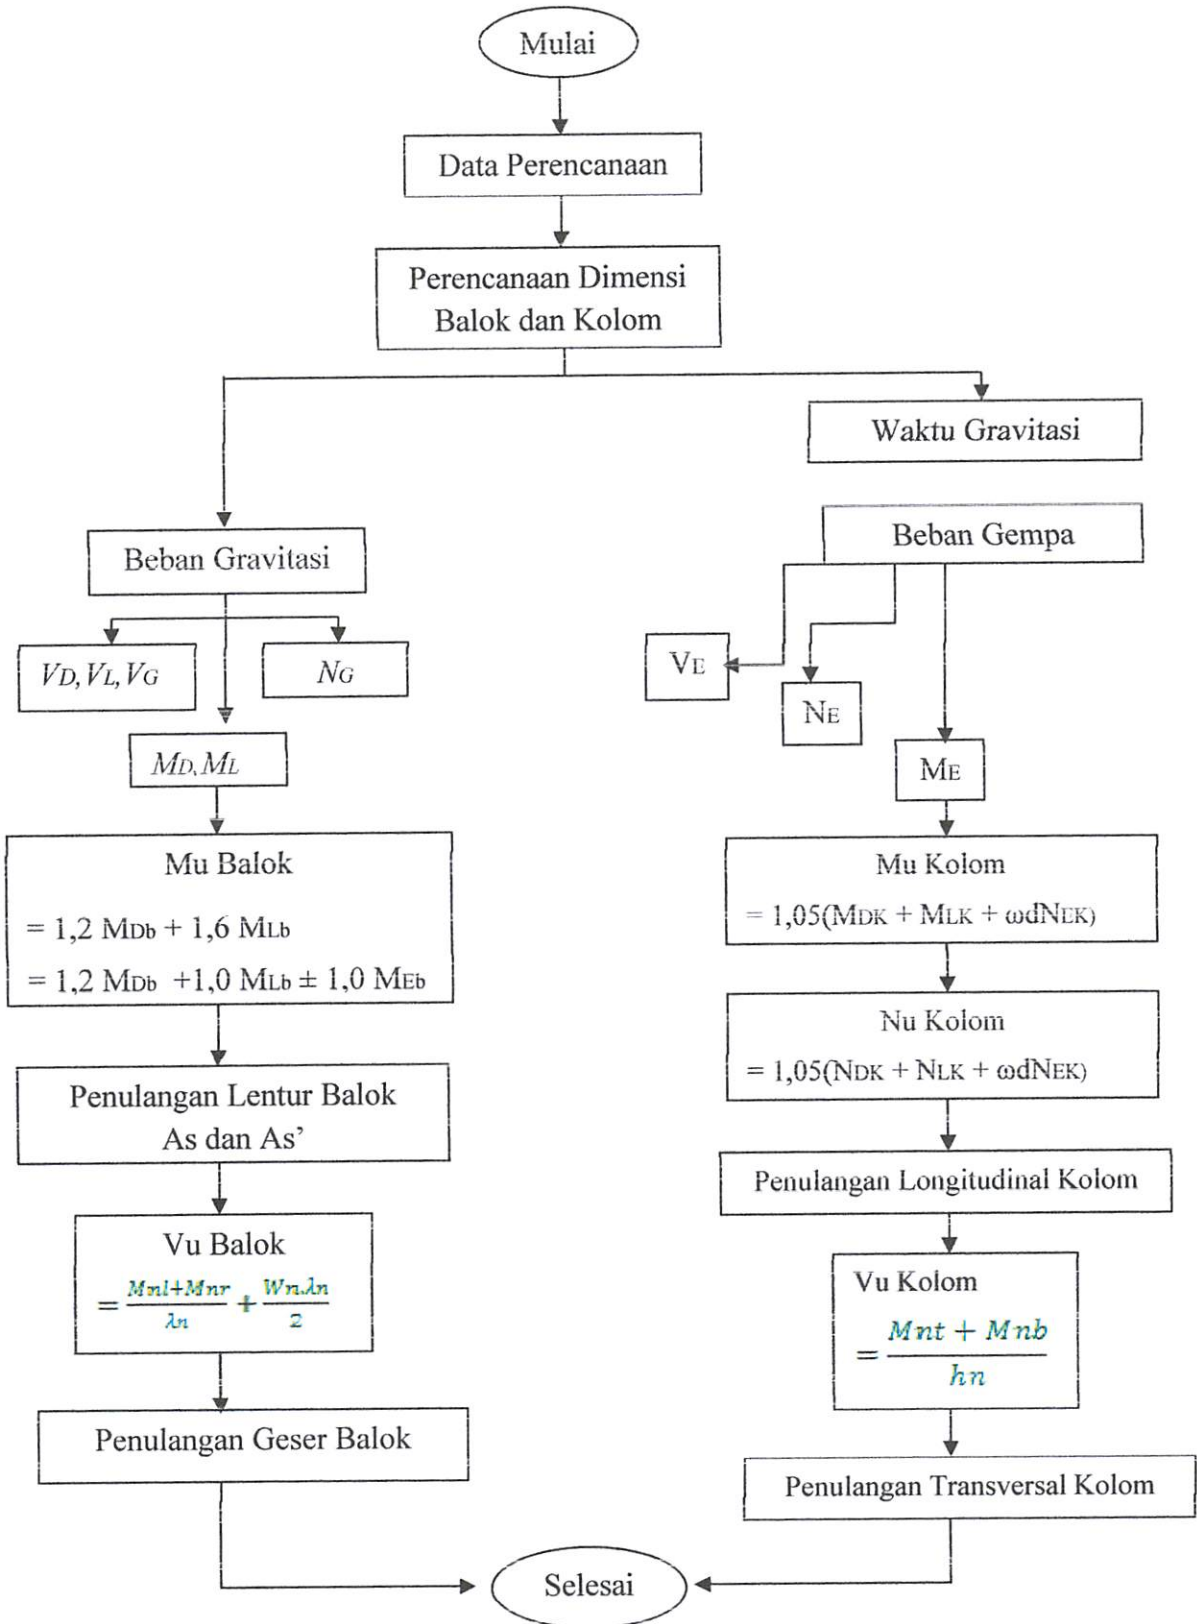 Mulai
Data Perencanaan
Perencanaan Dimensi
Balok dan Kolom
Waktu Gravitasi
Beban Gravitasi
Beban Gempa
VD, VL, VG
NG
MD, ML
VE
NE
ME
Mu Balok
= 1,2 MDb + 1,6 MLb
= 1,2 MDb +1,0 MLb ± 1,0 MEb
Penulangan Lentur Balok
As dan As’
Vu Balok
= \frac{Mnl+Mnr}{λn} + \frac{Wn.λn}{2}
Penulangan Geser Balok
Mu Kolom
= 1,05(MDK + MLK + ωdNEK)
Nu Kolom
= 1,05(NDK + NLK + ωdNEK)
Penulangan Longitudinal Kolom
Vu Kolom
= \frac{Mnt + Mnb}{hn}
Penulangan Transversal Kolom
Selesai